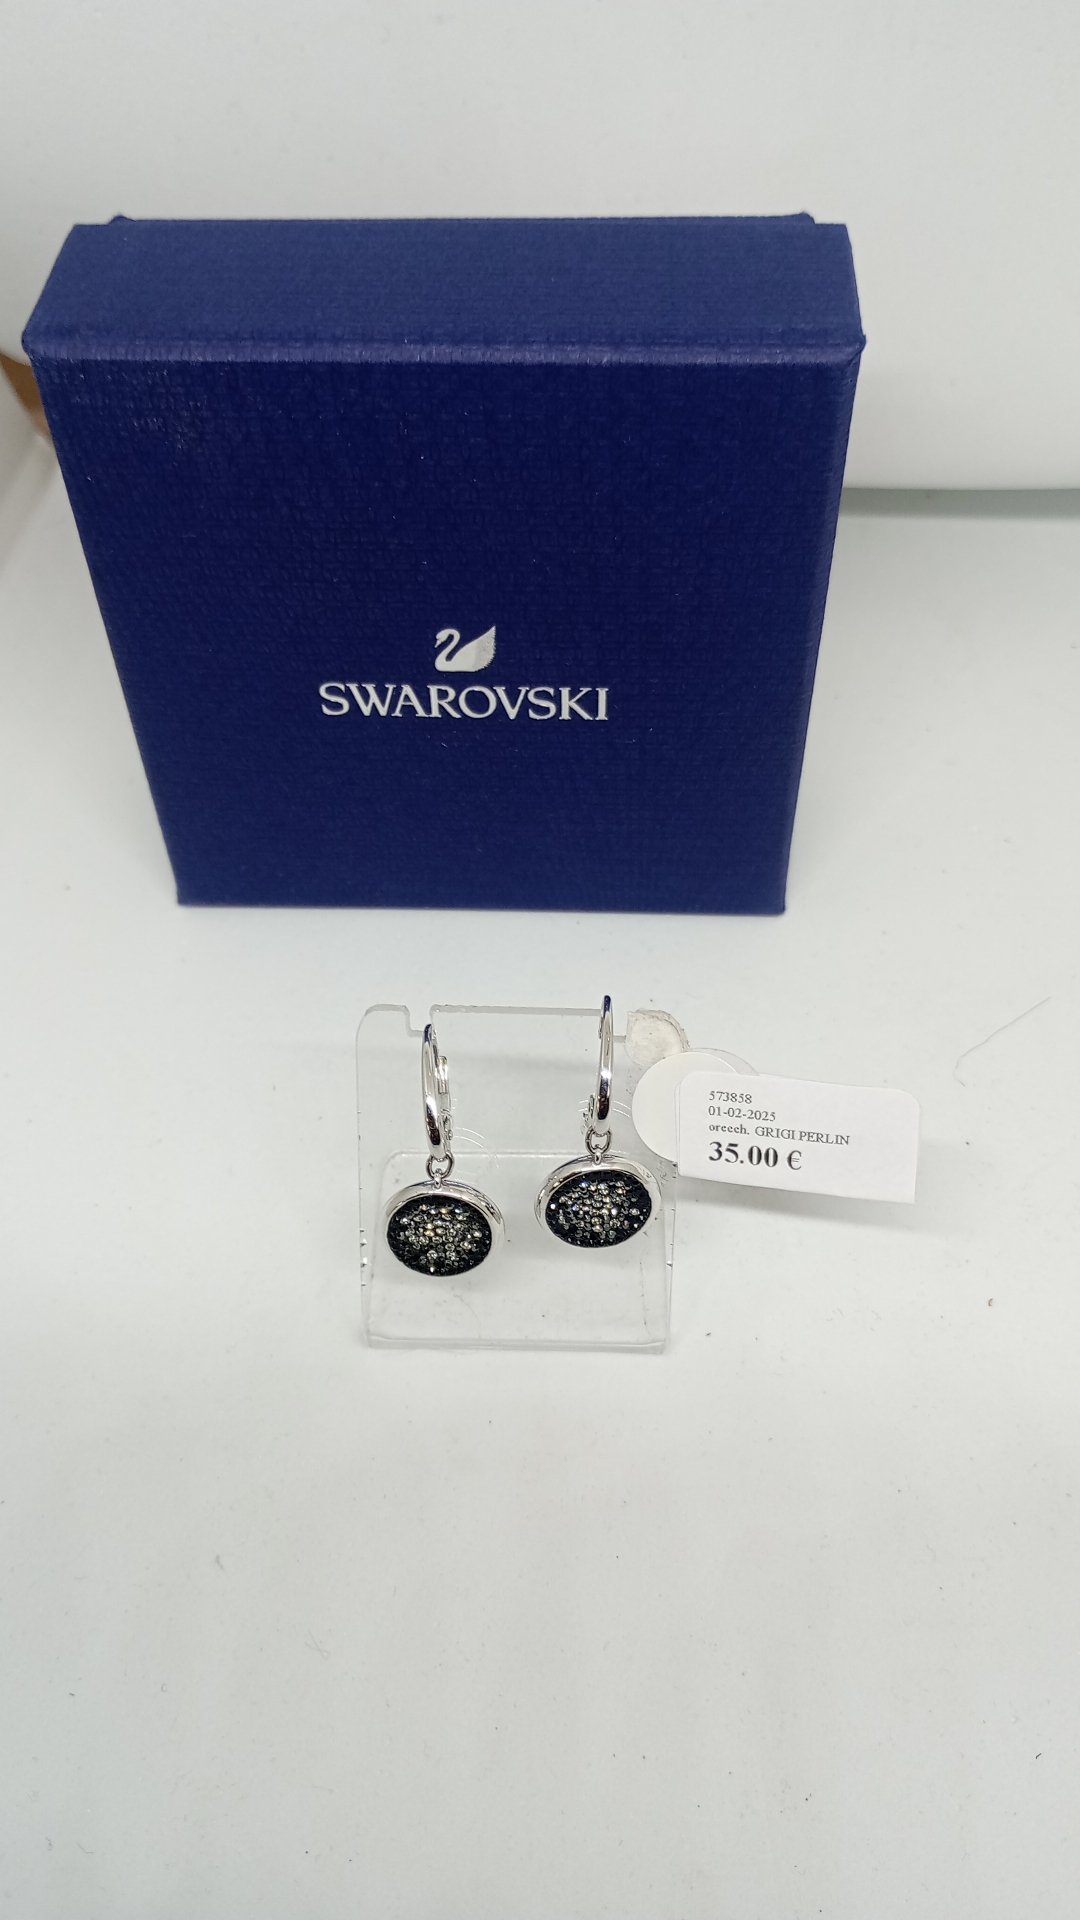 SWAROVSKI
573858
01-02-2025
orecch. GRIGI PERLIN
35.00 €